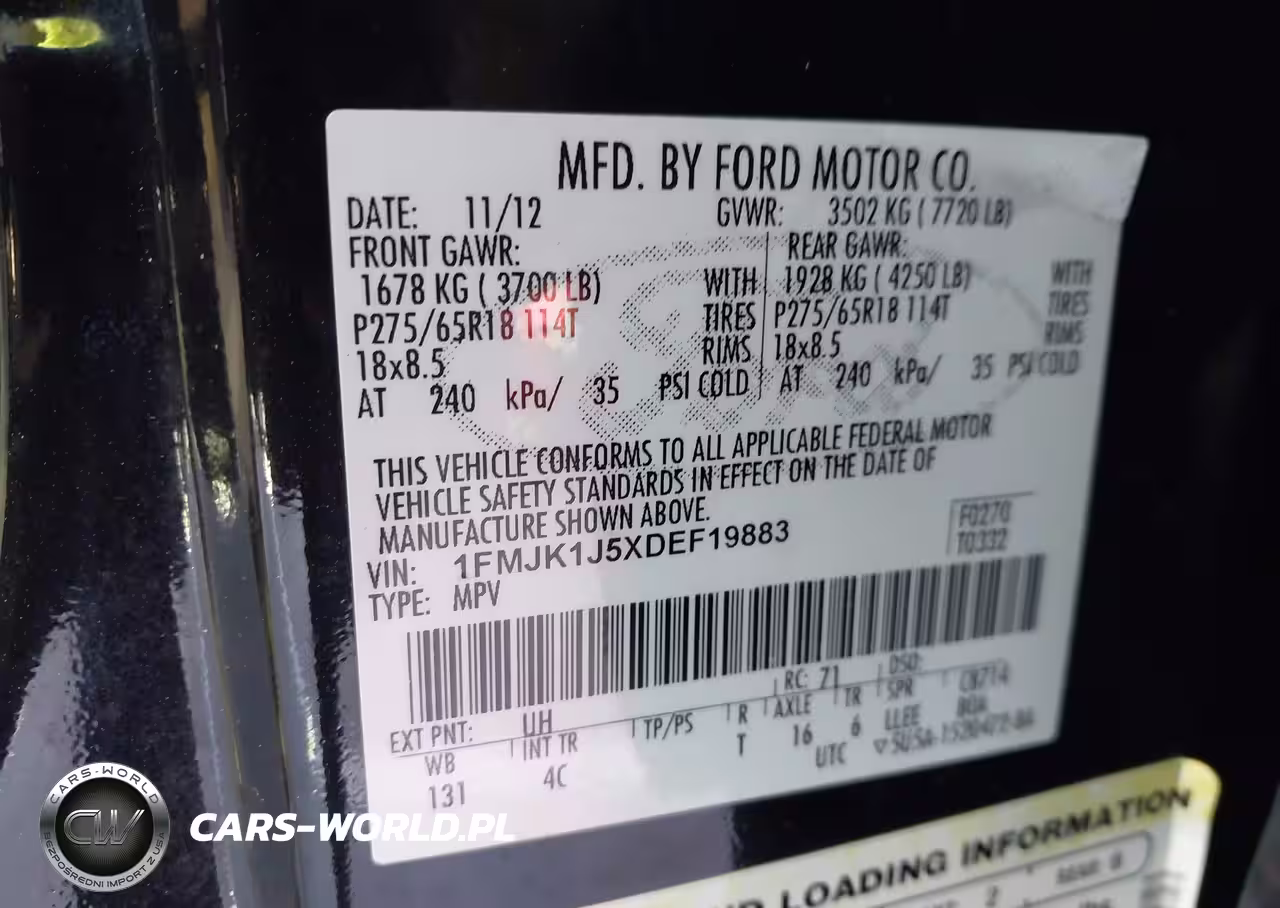 MFD. BY FORD MOTOR CO.
DATE: 11/12 GVWR: 3502 KG ( 7720 LB)
FRONT GAWR: REAR GAWR:
1678 KG ( 3700 LB) WITH 1928 KG ( 4250 LB) WITH
P275/65R18 114T TIRES P275/65R18 114T TIRES
18x8.5 RIMS 18x8.5 RIMS
AT 240 kPa/ 35 PSI COLD AT 240 kPa/ 35 PSI COLD
THIS VEHICLE CONFORMS TO ALL APPLICABLE FEDERAL MOTOR
VEHICLE SAFETY STANDARDS IN EFFECT ON THE DATE OF
MANUFACTURE SHOWN ABOVE.
F0270
T0332
VIN: 1FMJK1J5XDEF19883
TYPE: MPV
RC: 71 DSO:
EXT PNT: UH
WB INT TR TP/PS R AXLE TR SPR
131 4C T 16 6 LLEE
UTC
LOADING INFORMATION
CARS-WORLD
CW
BEZPOŚREDNI IMPORT Z USA
CARS-WORLD.PL